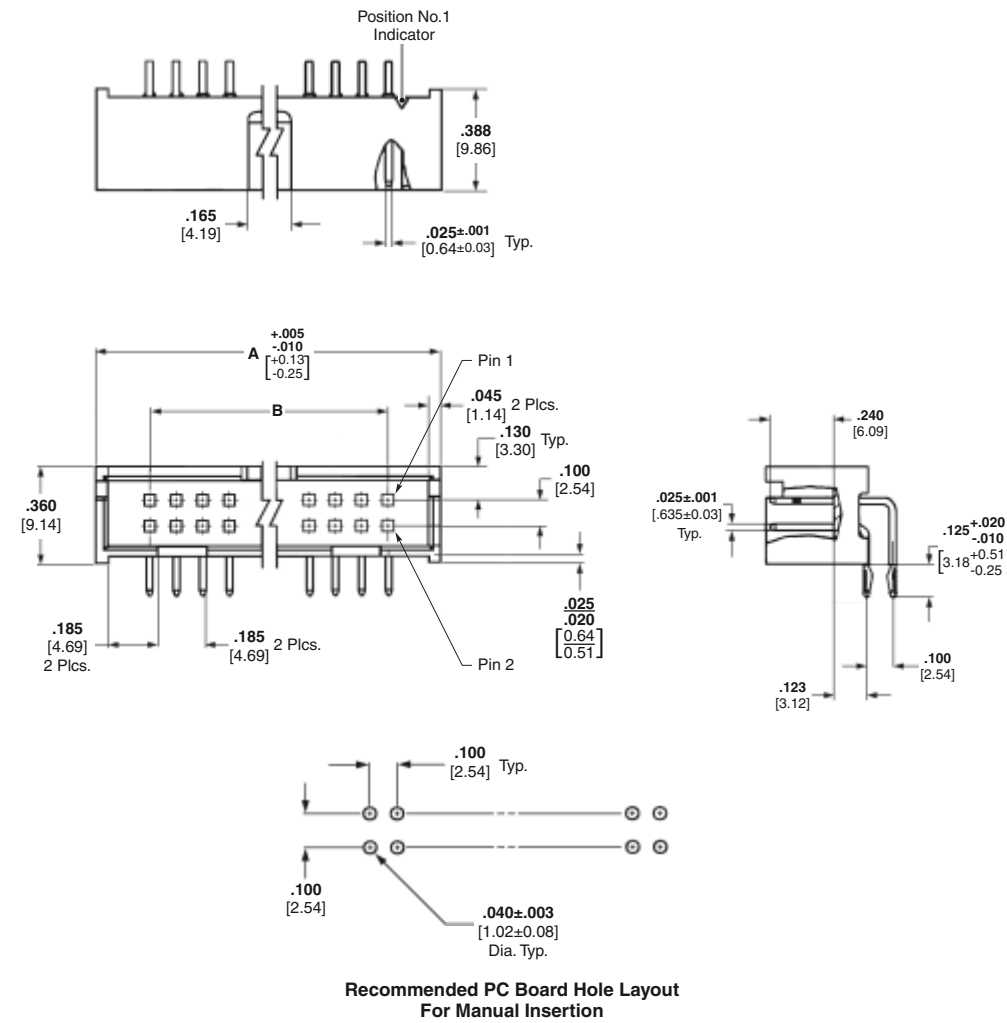 Position No.1
Indicator
.388
[9.86]
.165
[4.19]
.025±.001
[0.64±0.03] Typ.
A +.005
-.010
[+0.13
-0.25]
Pin 1
B
.045
[1.14] 2 Plcs.
.130
[3.30] Typ.
.100
[2.54]
.360
[9.14]
.185
[4.69]
2 Plcs.
.185
[4.69] 2 Plcs.
.025
.020
[0.64
0.51]
Pin 2
.240
[6.09]
.025±.001
[.635±0.03]
Typ.
.125+.020
-.010
[3.18+0.51
-0.25
.100
[2.54]
.123
[3.12]
.100
[2.54] Typ.
.100
[2.54]
.040±.003
[1.02±0.08]
Dia. Typ.
Recommended PC Board Hole Layout
For Manual Insertion